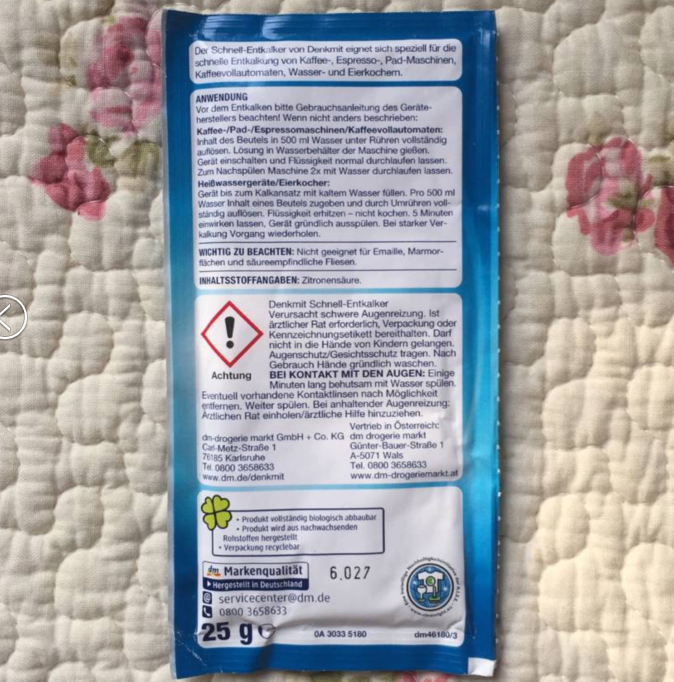 Der Schnell-Entkalker von Denkmit eignet sich speziell für die
schnelle Entkalkung von Kaffee-, Espresso-, Pad-Maschinen,
Kaffeevollautomaten, Wasser- und Eierkochern.
ANWENDUNG
Vor dem Entkalken bitte Gebrauchsanleitung des Geräte-
herstellers beachten! Wenn nicht anders beschrieben:
Kaffee-/Pad-/Espressomaschinen/Kaffeevollautomaten:
Inhalt des Beutels in 500 ml Wasser unter Rühren vollständig
auflösen. Lösung in Wasserbehälter der Maschine gießen.
Gerät einschalten und Flüssigkeit normal durchlaufen lassen.
Zum Nachspülen Maschine 2x mit Wasser durchlaufen lassen.
Heißwassergeräte/Eierkocher:
Gerät bis zum Kalkansatz mit kaltem Wasser füllen. Pro 500 ml
Wasser Inhalt eines Beutels zugeben und durch Umrühren voll-
ständig auflösen. Flüssigkeit erhitzen – nicht kochen. 5 Minuten
einwirken lassen, Gerät gründlich ausspülen. Bei starker Ver-
kalkung Vorgang wiederholen.
WICHTIG ZU BEACHTEN: Nicht geeignet für Emaille, Marmor-
flächen und säureempfindliche Fliesen.
INHALTSSTOFFANGABEN: Zitronensäure.
Denkmit Schnell-Entkalker
Verursacht schwere Augenreizung. Ist
ärztlicher Rat erforderlich, Verpackung oder
Kennzeichnungsetikett bereithalten. Darf
nicht in die Hände von Kindern gelangen.
Augenschutz/Gesichtsschutz tragen. Nach
Gebrauch Hände gründlich waschen.
Achtung
BEI KONTAKT MIT DEN AUGEN: Einige
Minuten lang behutsam mit Wasser spülen.
Eventuell vorhandene Kontaktlinsen nach Möglichkeit
entfernen. Weiter spülen. Bei anhaltender Augenreizung:
Ärztlichen Rat einholen/ärztliche Hilfe hinzuziehen.
dm-drogerie markt GmbH + Co. KG
Carl-Metz-Straße 1
76185 Karlsruhe
Tel. 0800 3658633
www.dm.de/denkmit
Vertrieb in Österreich:
dm drogerie markt
Günter-Bauer-Straße 1
A-5071 Wals
Tel. 0800 3658633
www.dm-drogeriemarkt.at
• Produkt vollständig biologisch abbaubar
• Produkt wird aus nachwachsenden
Rohstoffen hergestellt
• Verpackung recyclebar
dm Markenqualität
Hergestellt in Deutschland
6.027
servicecenter@dm.de
0800 3658633
25 g e
0A 3033 5180
dm46180/3